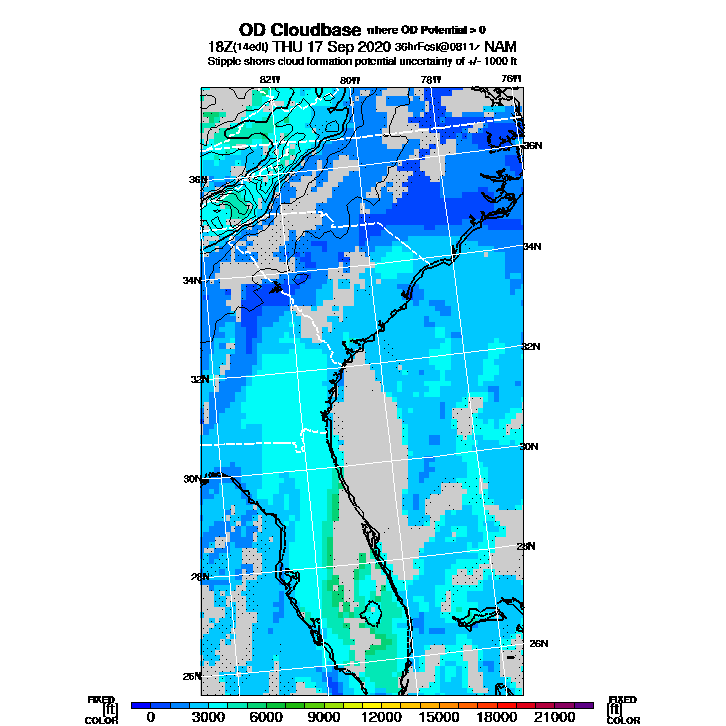 OD Cloudbase where OD Potential > 0
18Z(14edt) THU 17 Sep 2020 36hrFcst@0811z NAM
Stipple shows cloud formation potential uncertainty of +/- 1000 ft
82W 80W 78W 76W
36N
36N
34N
34N
32N
32N
30N
30N
28N
28N
26N
26N
FIXED FIXED
[ft] [ft]
COLOR COLOR
0 3000 6000 9000 12000 15000 18000 21000